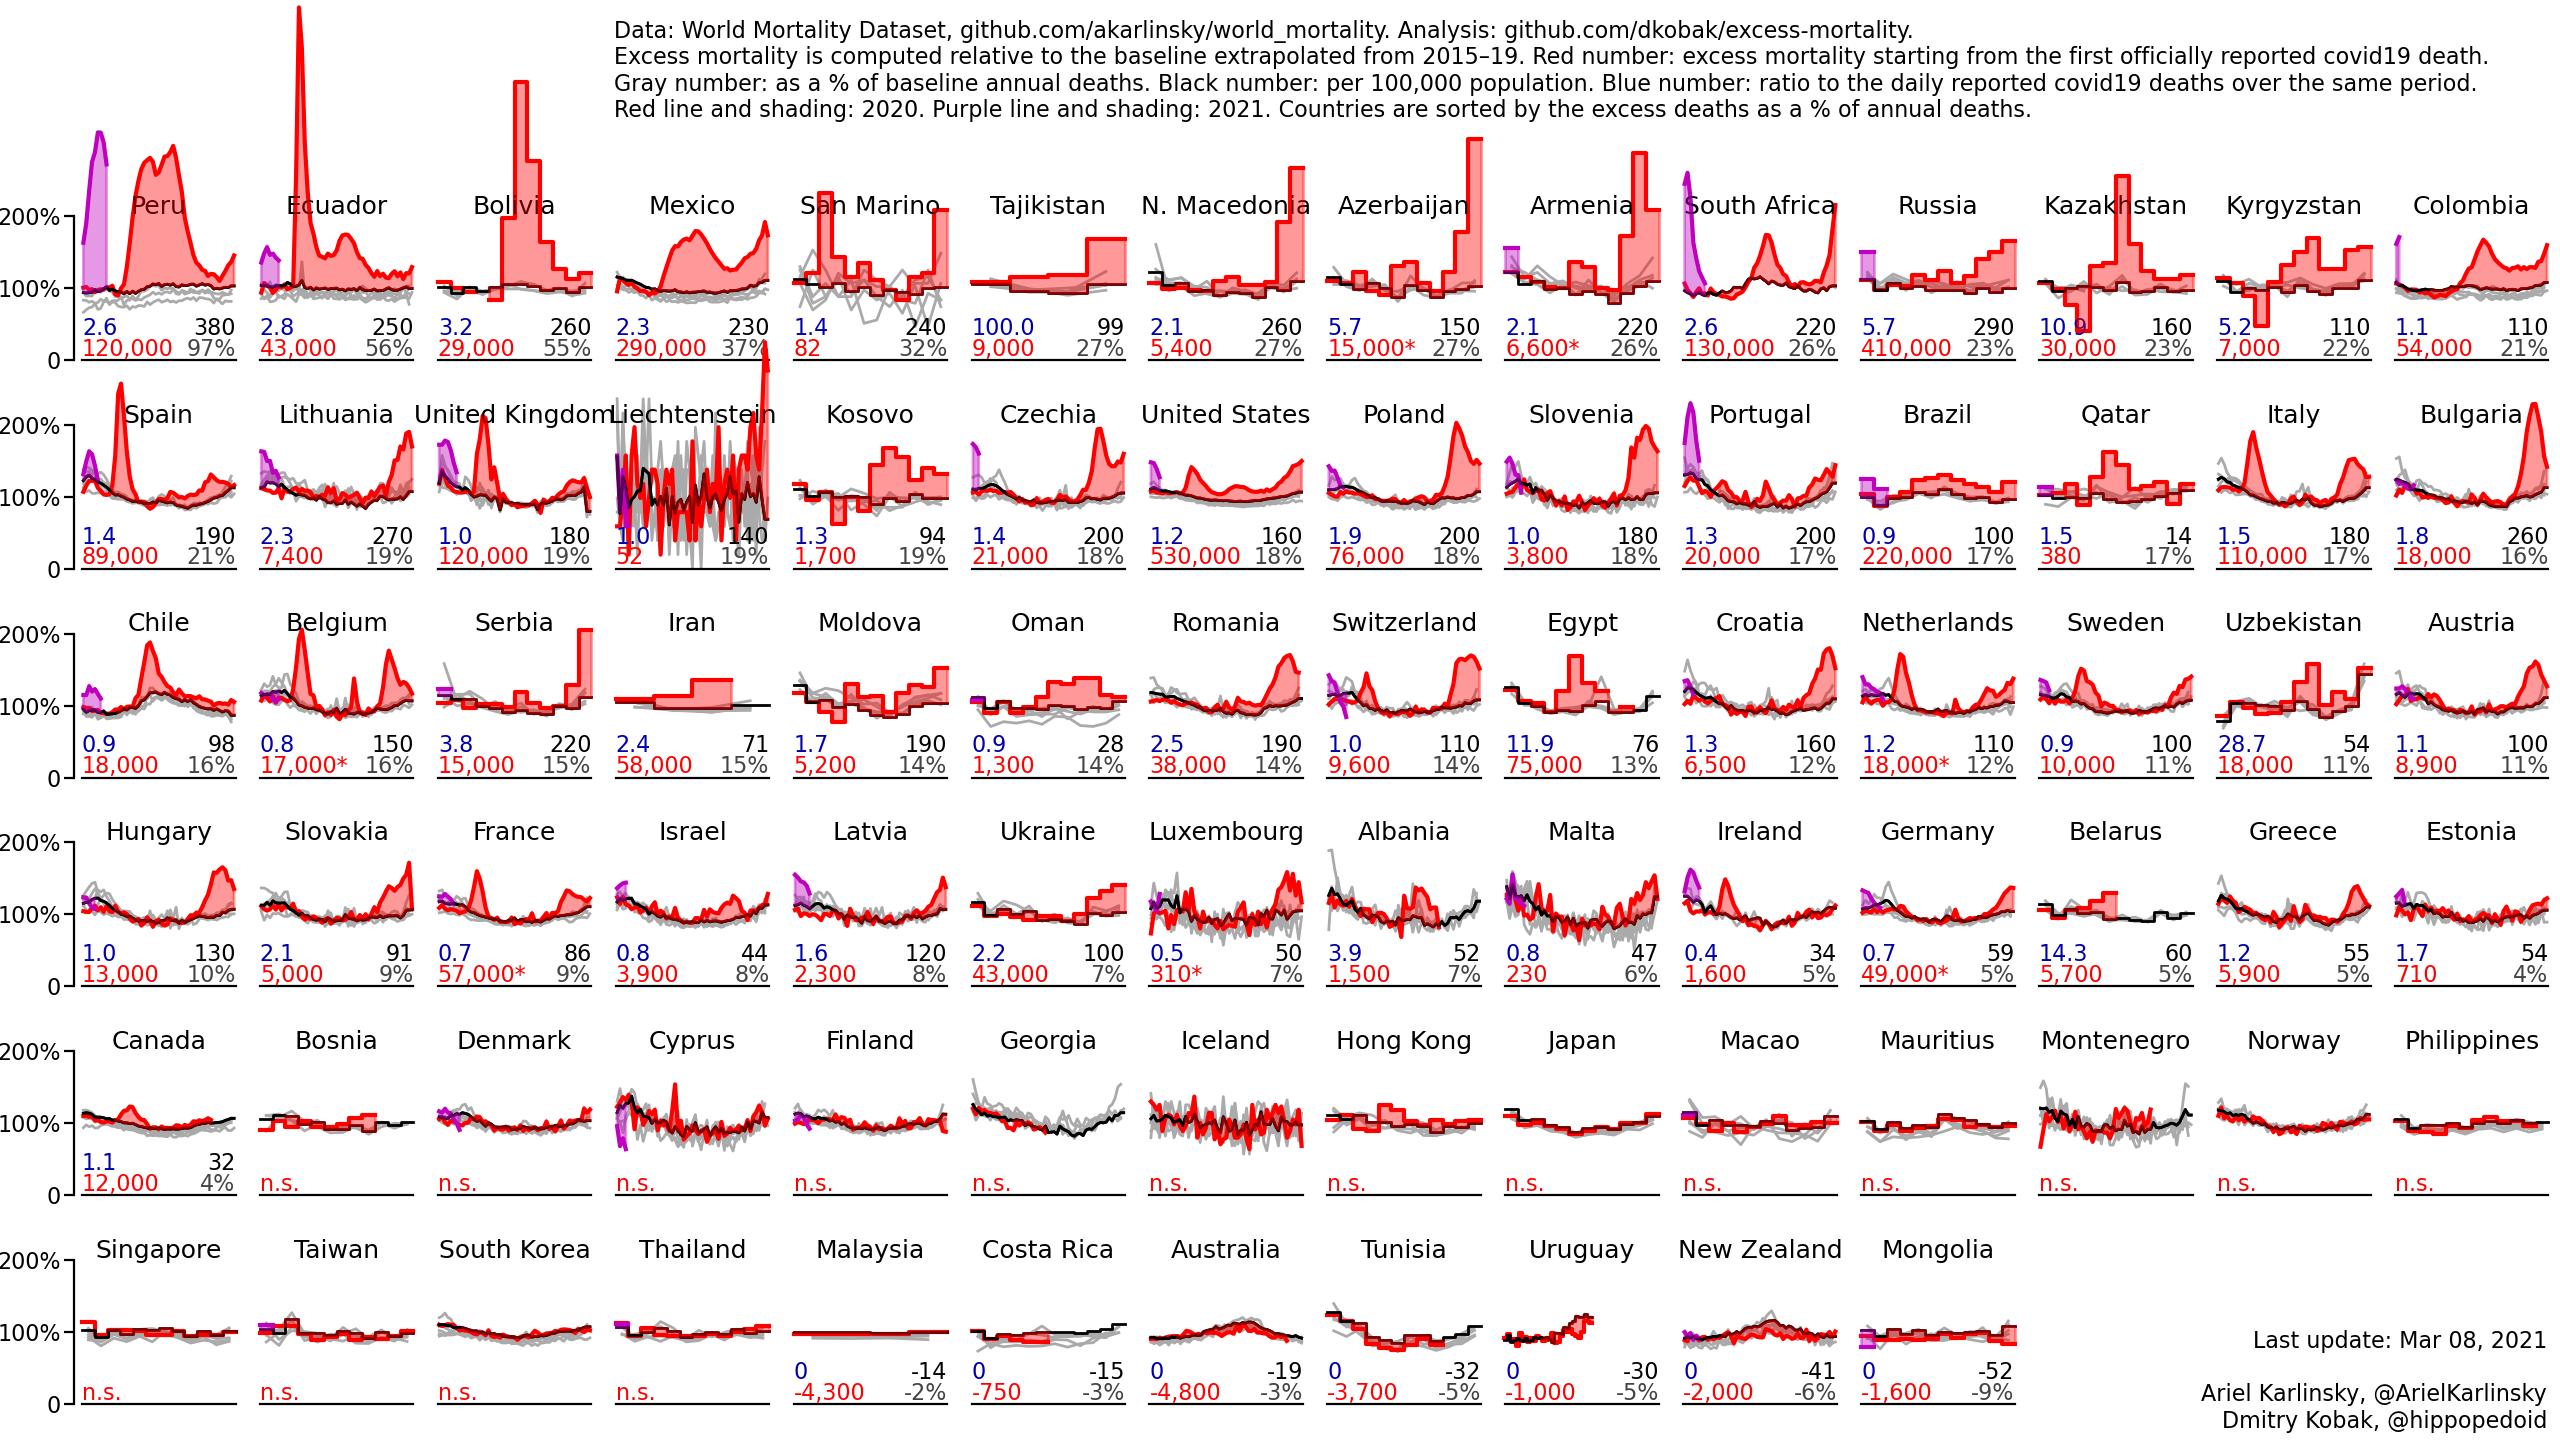 Data: World Mortality Dataset, github.com/akarlinsky/world_mortality. Analysis: github.com/dkobak/excess-mortality.
Excess mortality is computed relative to the baseline extrapolated from 2015–19. Red number: excess mortality starting from the first officially reported covid19 death.
Gray number: as a % of baseline annual deaths. Black number: per 100,000 population. Blue number: ratio to the daily reported covid19 deaths over the same period.
Red line and shading: 2020. Purple line and shading: 2021. Countries are sorted by the excess deaths as a % of annual deaths.
Peru Ecuador Bolivia Mexico San Marino Tajikistan N. Macedonia Azerbaijan Armenia South Africa Russia Kazakhstan Kyrgyzstan Colombia
200%
100%
2.6 380 2.8 250 3.2 260 2.3 230 1.4 240 100.0 99 2.1 260 5.7 150 2.1 220 2.6 220 5.7 290 10.9 160 5.2 110 1.1 110
120,000 97% 43,000 56% 29,000 55% 290,000 37% 82 32% 9,000 27% 5,400 27% 15,000* 27% 6,600* 26% 130,000 26% 410,000 23% 30,000 23% 7,000 22% 54,000 21%
0
Spain Lithuania United Kingdom Liechtenstein Kosovo Czechia United States Poland Slovenia Portugal Brazil Qatar Italy Bulgaria
200%
100%
1.4 190 2.3 270 1.0 180 1.0 140 1.3 94 1.4 200 1.2 160 1.9 200 1.0 180 1.3 200 0.9 100 1.5 14 1.5 180 1.8 260
89,000 21% 7,400 19% 120,000 19% 52 19% 1,700 19% 21,000 18% 530,000 18% 76,000 18% 3,800 18% 20,000 17% 220,000 17% 380 17% 110,000 17% 18,000 16%
0
Chile Belgium Serbia Iran Moldova Oman Romania Switzerland Egypt Croatia Netherlands Sweden Uzbekistan Austria
200%
100%
0.9 98 0.8 150 3.8 220 2.4 71 1.7 190 0.9 28 2.5 190 1.0 110 11.9 76 1.3 160 1.2 110 0.9 100 28.7 54 1.1 100
18,000 16% 17,000* 16% 15,000 15% 58,000 15% 5,200 14% 1,300 14% 38,000 14% 9,600 14% 75,000 13% 6,500 12% 18,000* 12% 10,000 11% 18,000 11% 8,900 11%
0
Hungary Slovakia France Israel Latvia Ukraine Luxembourg Albania Malta Ireland Germany Belarus Greece Estonia
200%
100%
1.0 130 2.1 91 0.7 86 0.8 44 1.6 120 2.2 100 0.5 50 3.9 52 0.8 47 0.4 34 0.7 59 14.3 60 1.2 55 1.7 54
13,000 10% 5,000 9% 57,000* 9% 3,900 8% 2,300 8% 43,000 7% 310* 7% 1,500 7% 230 6% 1,600 5% 49,000* 5% 5,700 5% 5,900 5% 710 4%
0
Canada Bosnia Denmark Cyprus Finland Georgia Iceland Hong Kong Japan Macao Mauritius Montenegro Norway Philippines
200%
100%
1.1 32
12,000 4% n.s. n.s. n.s. n.s. n.s. n.s. n.s. n.s. n.s. n.s. n.s. n.s. n.s.
0
Singapore Taiwan South Korea Thailand Malaysia Costa Rica Australia Tunisia Uruguay New Zealand Mongolia
200%
100%
0 -14 0 -15 0 -19 0 -32 0 -30 0 -41 0 -52
n.s. n.s. n.s. n.s. -4,300 -2% -750 -3% -4,800 -3% -3,700 -5% -1,000 -5% -2,000 -6% -1,600 -9%
0
Last update: Mar 08, 2021
Ariel Karlinsky, @ArielKarlinsky
Dmitry Kobak, @hippopedoid